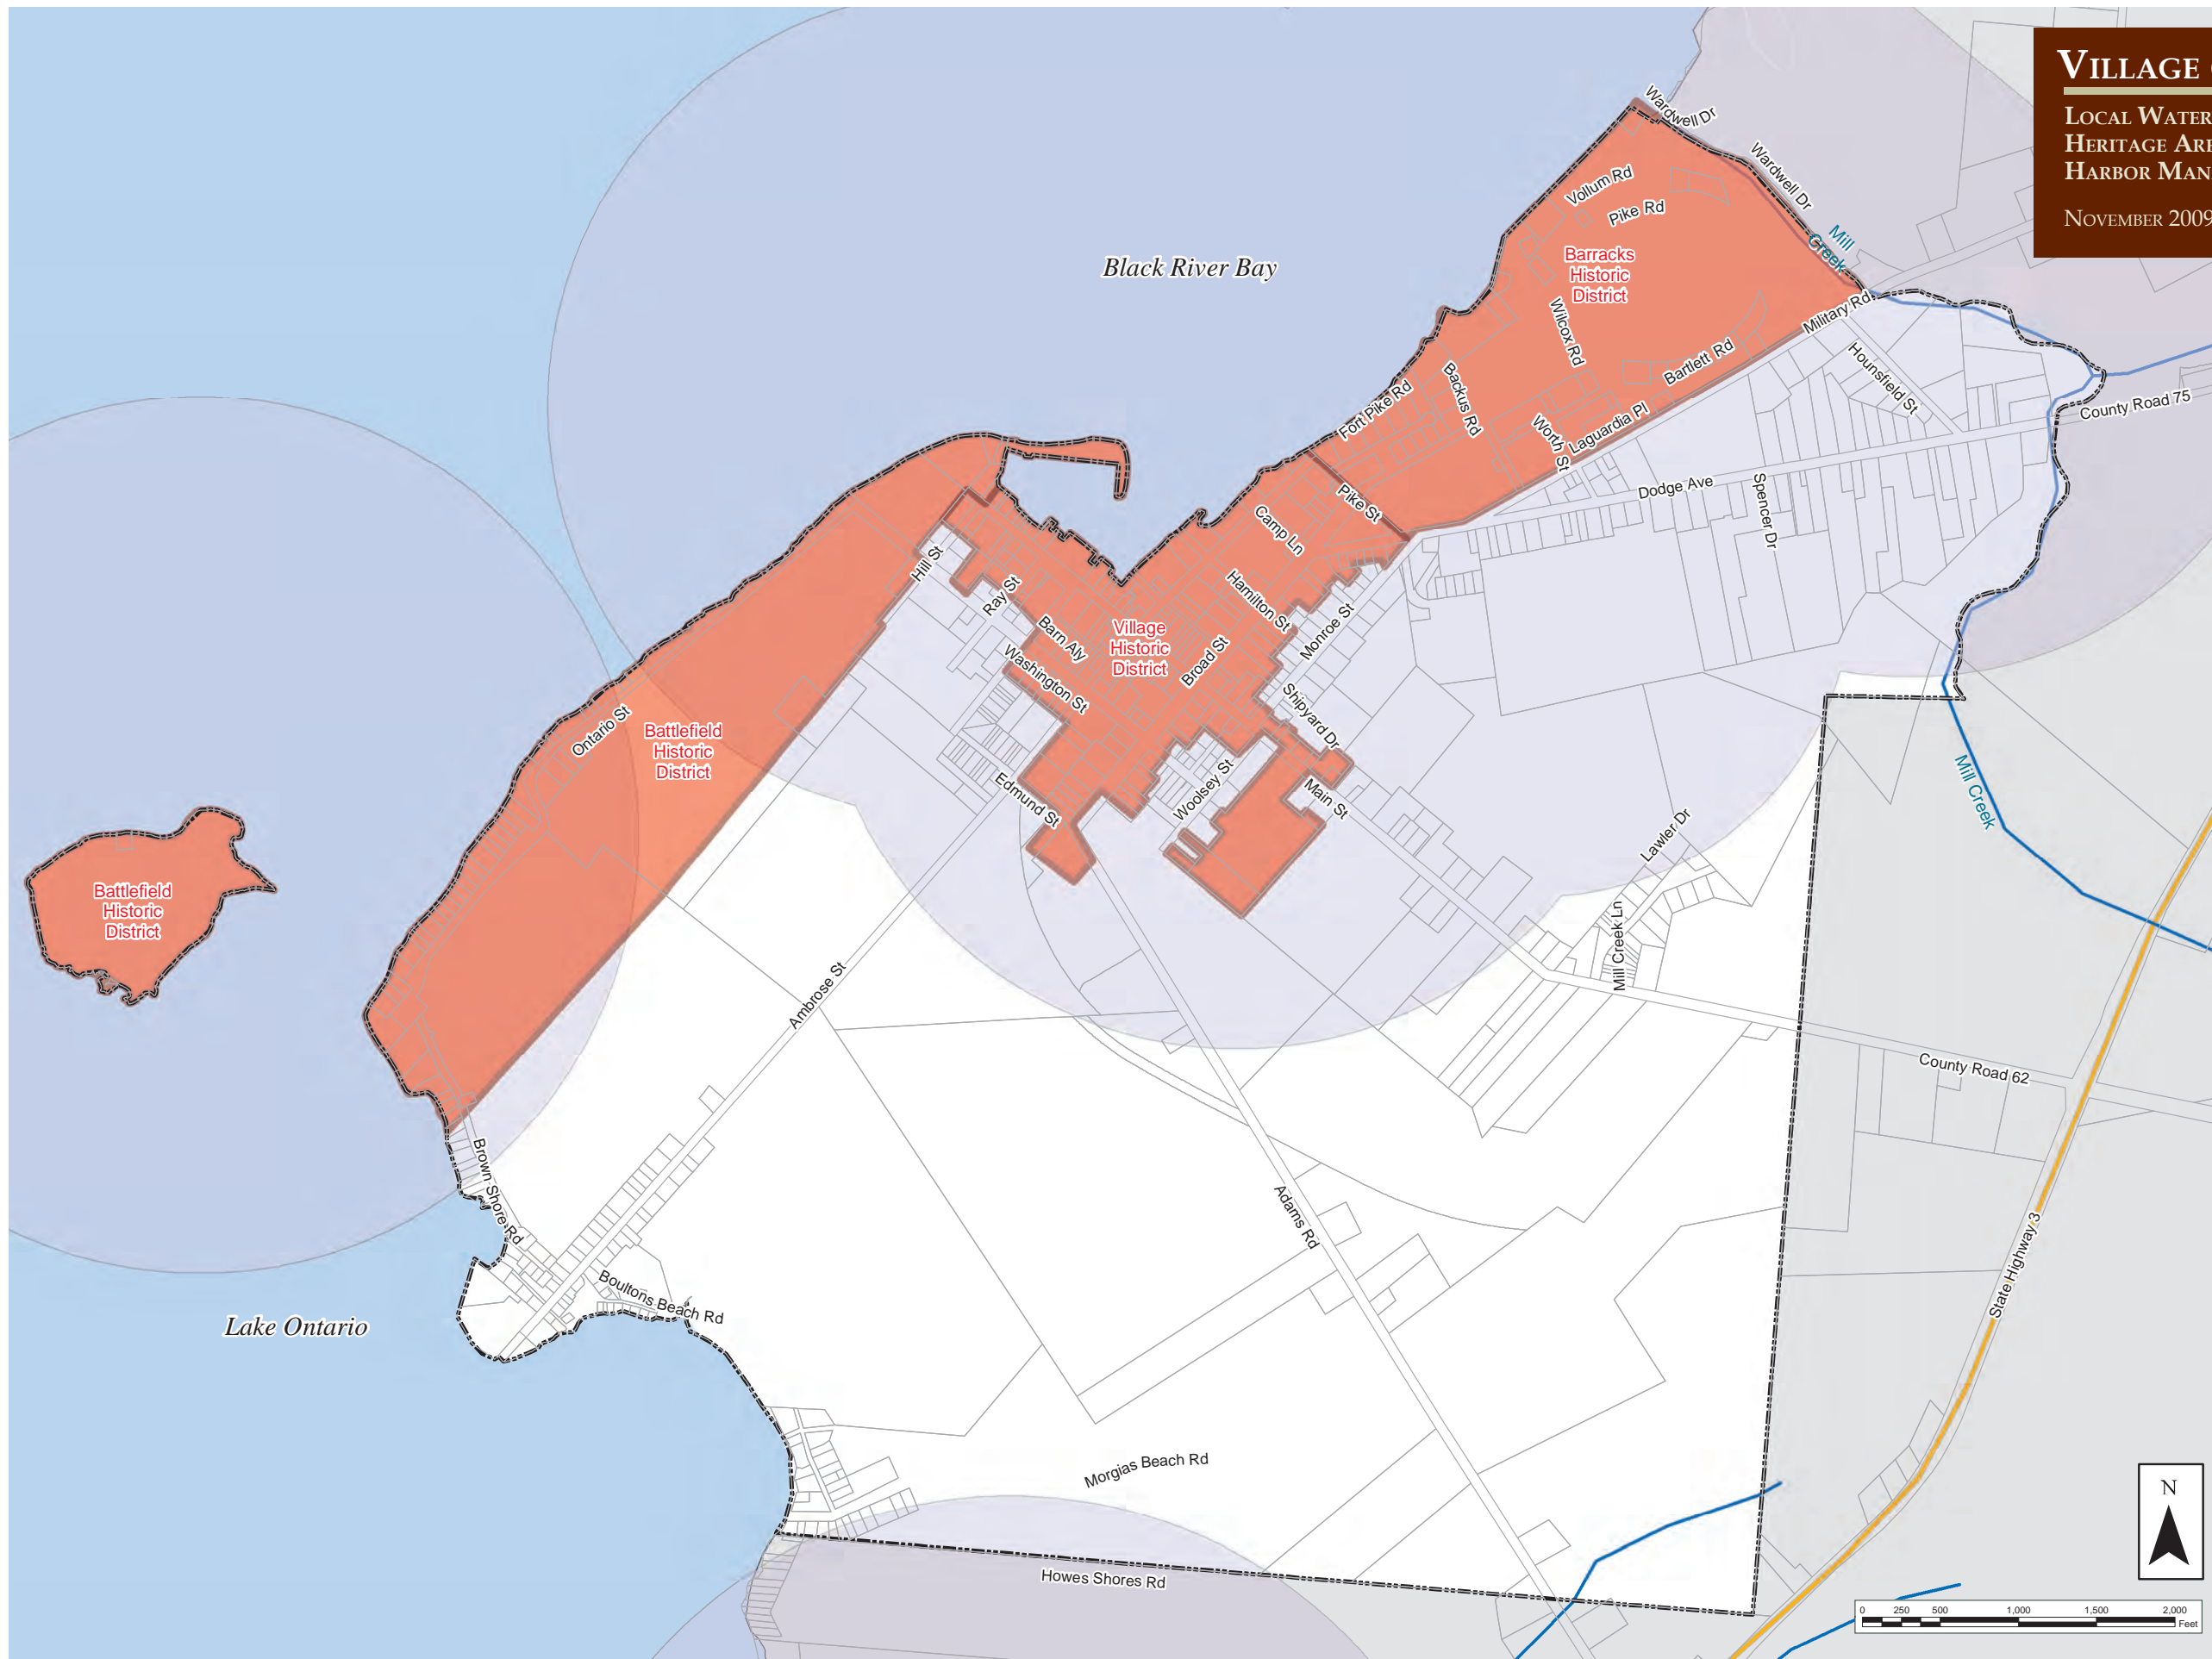 VILLAGE
LOCAL WATER
HERITAGE ARE
HARBOR MAN
NOVEMBER 2009
Wardwell Dr
Wardwell Dr
Vollum Rd
Pike Rd
Mill
Creek
Black River Bay
Barracks
Historic
District
Wilcox Rd
Military Rd
Bartlett Rd
Hounsfield St
Backus Rd
Fort Pike Rd
County Road 75
Worth St
Laguardia Pl
Dodge Ave
Spencer Dr
Pike St
Camp Ln
Hill St
Ray St
Hamilton St
Barn Aly
Village
Historic
District
Monroe St
Broad St
Washington St
Shipyard Dr
Ontario St
Battlefield
Historic
District
Edmund St
Woolsey St
Main St
Mill Creek
Lawler Dr
Battlefield
Historic
District
Mill Creek Ln
Ambrose St
County Road 62
Brown Shore Rd
Adams Rd
State Highway 3
Boultons Beach Rd
Lake Ontario
Morgias Beach Rd
N
Howes Shores Rd
0 250 500 1,000 1,500 2,000
Feet